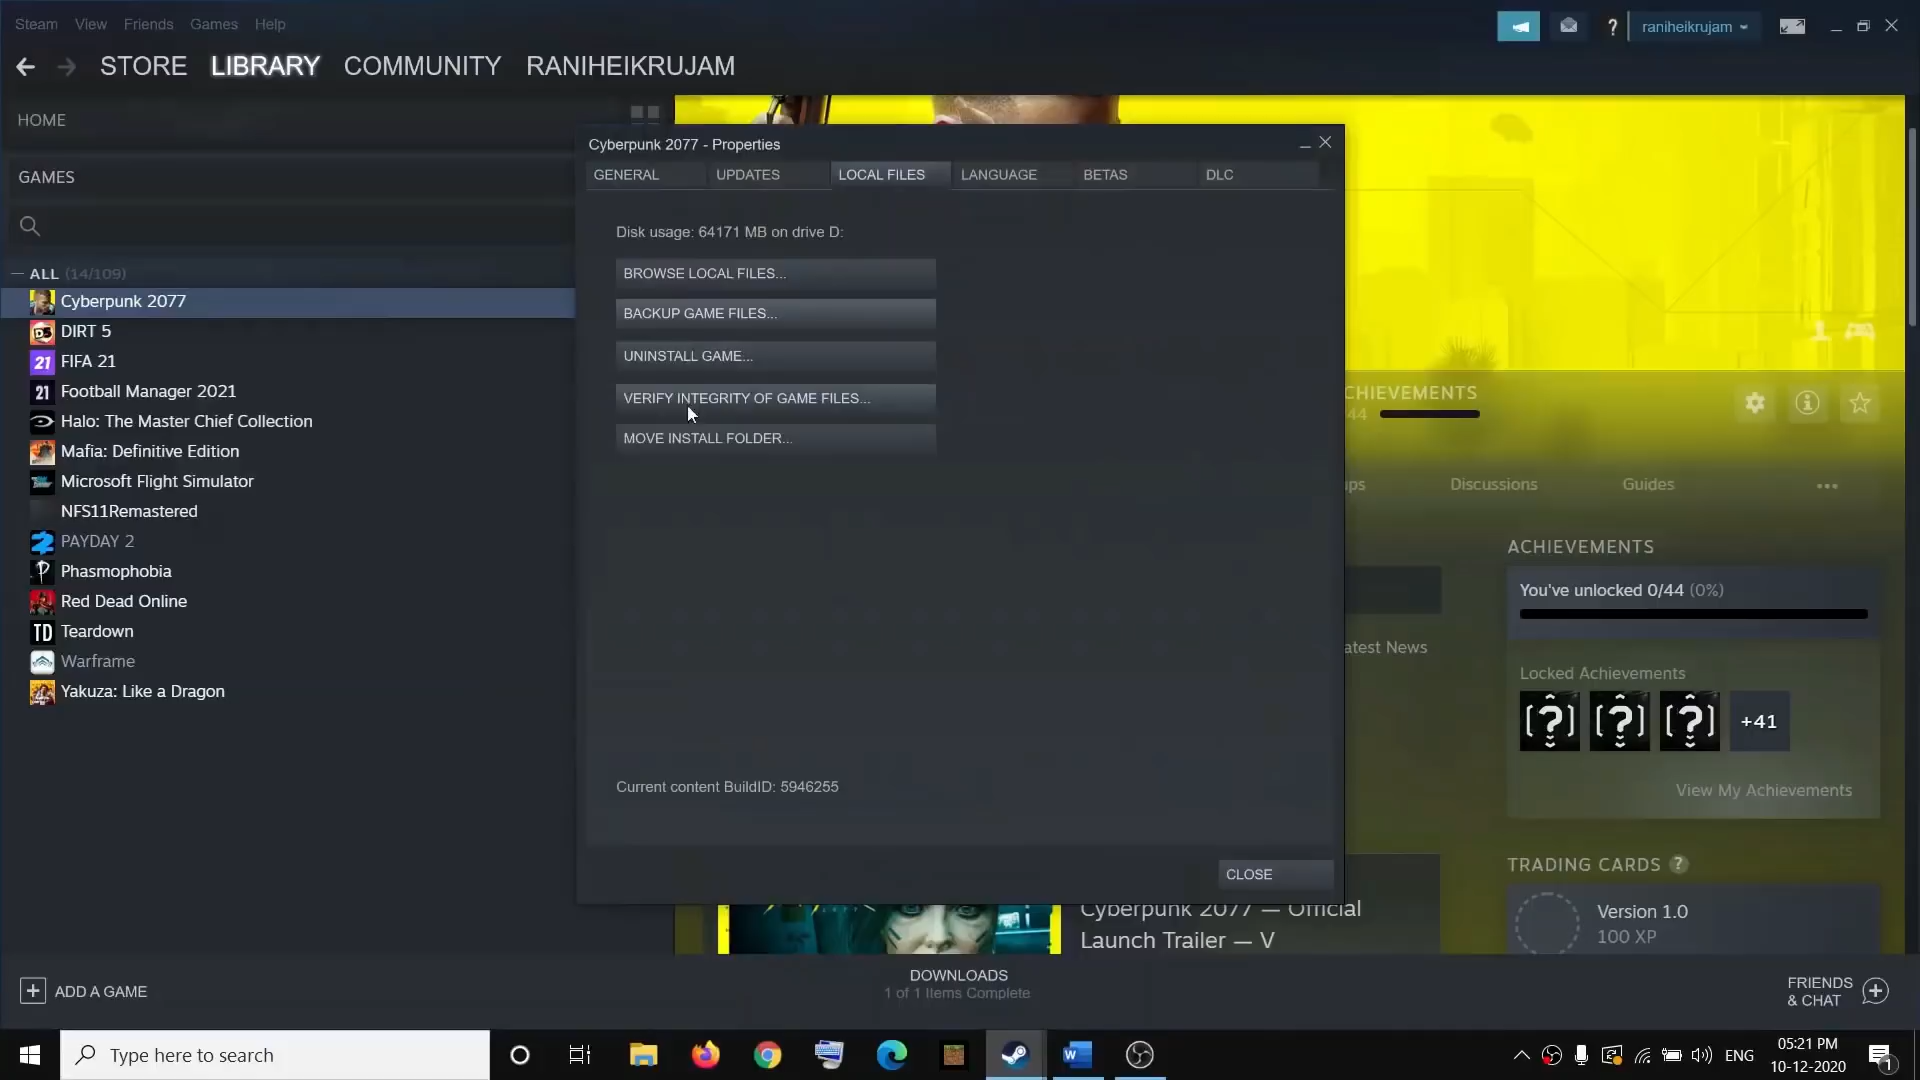 Steam View Friends Games Help
raniheikrujam
STORE LIBRARY COMMUNITY RANIHEIKRUJAM
HOME
GAMES
ALL (14/109)
Cyberpunk 2077
DIRT 5
FIFA 21
Football Manager 2021
Halo: The Master Chief Collection
Mafia: Definitive Edition
Microsoft Flight Simulator
NFS11Remastered
PAYDAY 2
Phasmophobia
Red Dead Online
Teardown
Warframe
Yakuza: Like a Dragon
Cyberpunk 2077 - Properties
GENERAL UPDATES LOCAL FILES LANGUAGE BETAS DLC
Disk usage: 64171 MB on drive D:
BROWSE LOCAL FILES...
BACKUP GAME FILES...
UNINSTALL GAME...
VERIFY INTEGRITY OF GAME FILES...
MOVE INSTALL FOLDER...
Current content BuildID: 5946255
CLOSE
CHIEVEMENTS
44
ups Discussions Guides
ACHIEVEMENTS
You've unlocked 0/44 (0%)
atest News
Locked Achievements
+41
View My Achievements
TRADING CARDS ?
Version 1.0
100 XP
Cyberpunk 2077 — Official
Launch Trailer — V
ADD A GAME
DOWNLOADS
1 of 1 Items Complete
FRIENDS
& CHAT
Type here to search
ENG
05:21 PM
10-12-2020
1